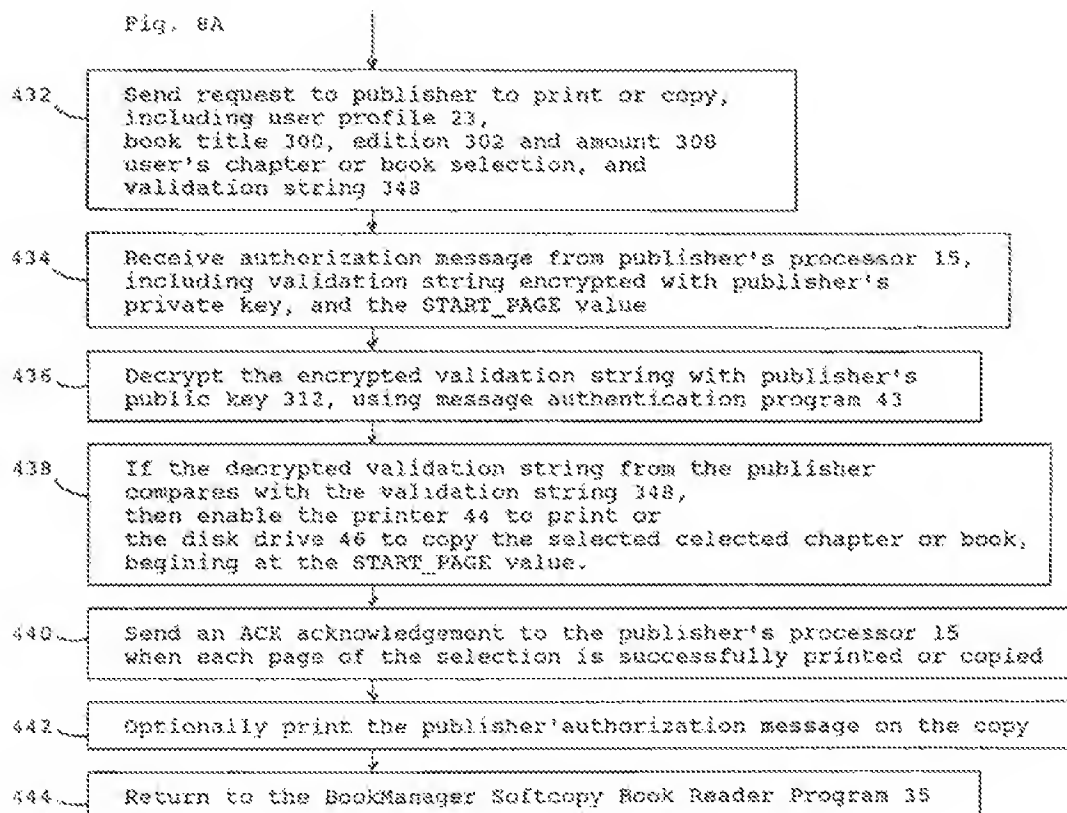 Fig. 8A
432
Send request to publisher to print or copy,
including user profile 23,
book title 300, edition 302 and amount 308
user's chapter or book selection, and
validation string 348
434
Receive authorization message from publisher's processor 15,
including validation string encrypted with publisher's
private key, and the START_PAGE value
436
Decrypt the encrypted validation string with publisher's
public key 312, using message authentication program 43
438
If the decrypted validation string from the publisher
compares with the validation string 348,
then enable the printer 44 to print or
the disk drive 46 to copy the selected celected chapter or book,
begining at the START_PAGE value.
440
Send an ACK acknowledgement to the publisher's processor 15
when each page of the selection is successfully printed or copied
442
Optionally print the publisher'authorization message on the copy
444
Return to the BookManager Softcopy Book Reader Program 35